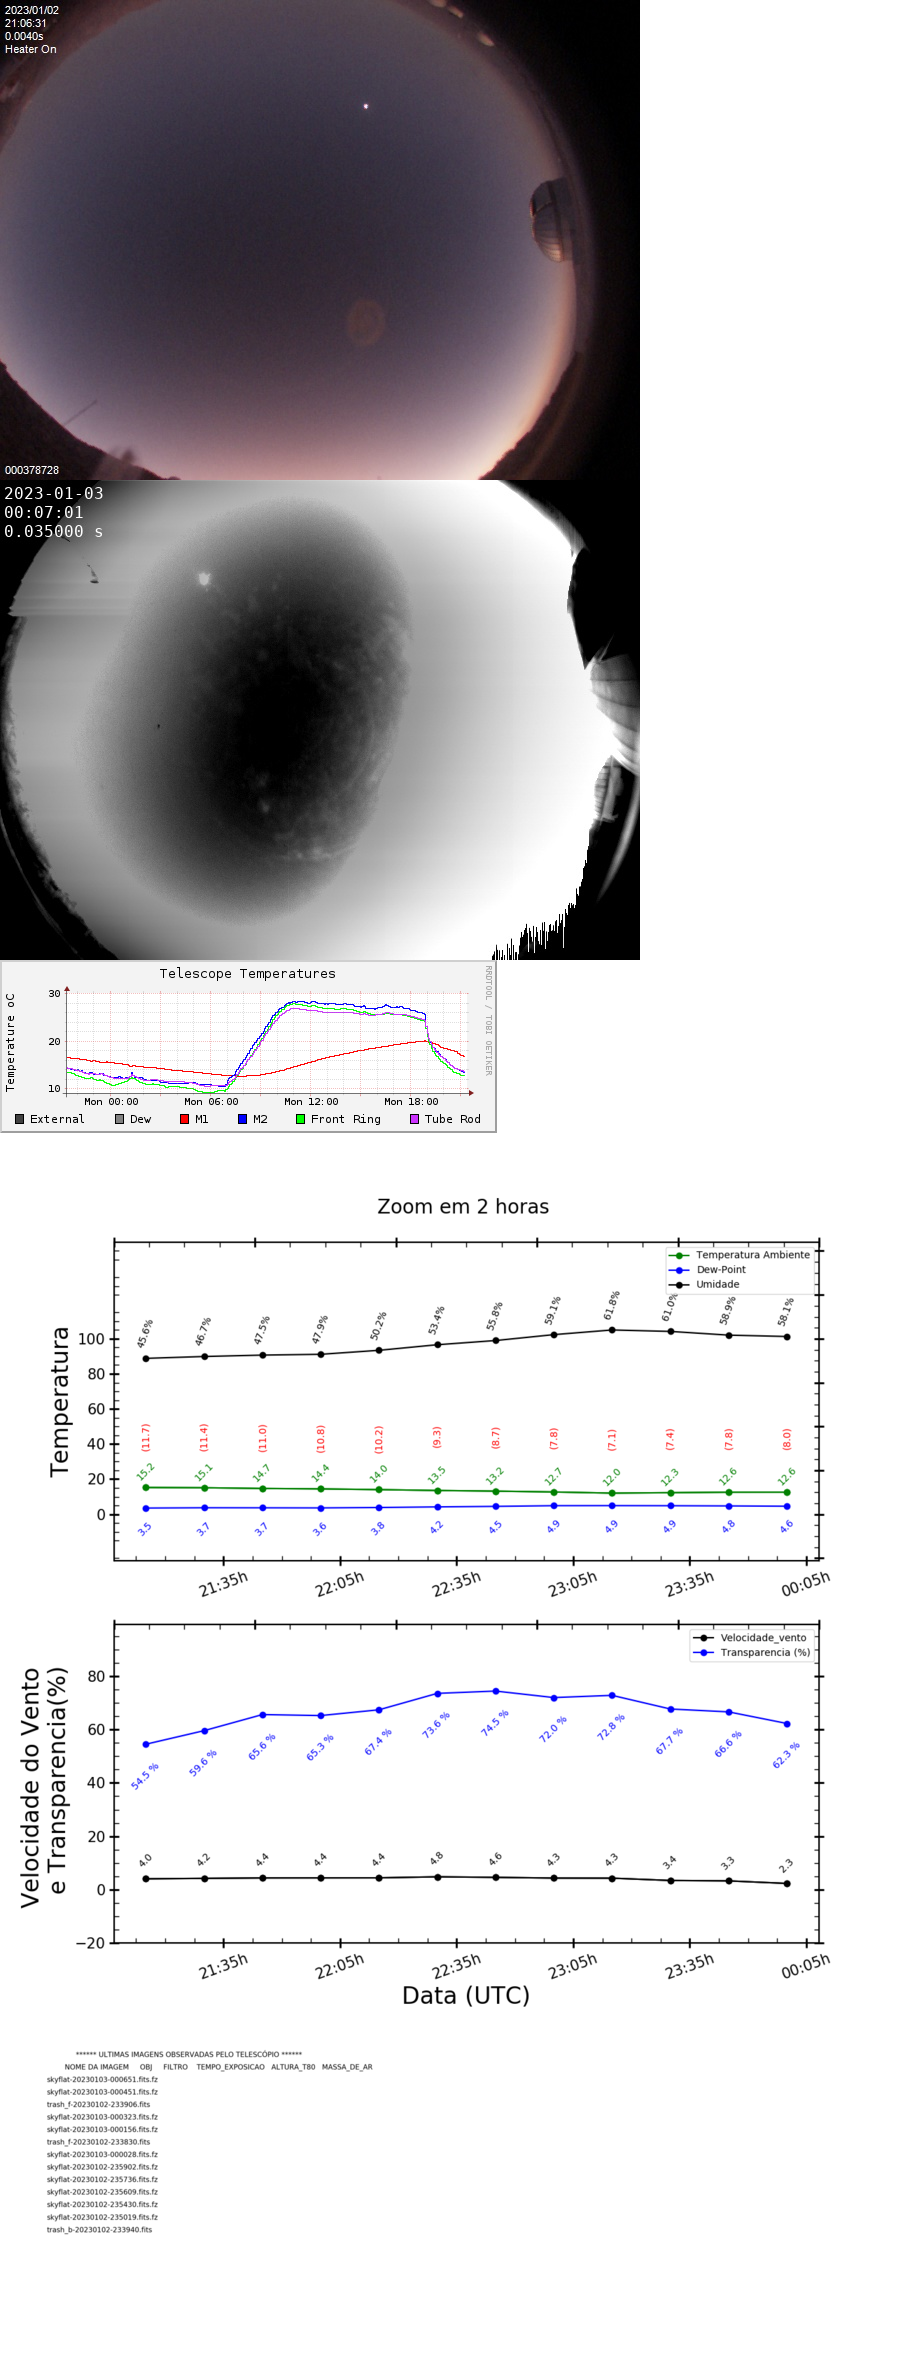 2023/01/02
21:06:31
0.0040s
Heater On
000378728
2023-01-03
00:07:01
0.035000 s
Telescope Temperatures
Temperature oC
30
20
10
Mon 00:00 Mon 06:00 Mon 12:00 Mon 18:00
External Dew M1 M2 Front Ring Tube Rod
RRDTOOL / TOBI OETIKER
Zoom em 2 horas
Temperatura Ambiente
Dew-Point
Umidade
Temperatura
100
80
60
40
20
0
45.6% 46.7% 47.5% 47.9% 50.2% 53.4% 55.8% 59.1% 61.8% 61.0% 58.9% 58.1%
(11.7) (11.4) (11.0) (10.8) (10.2) (9.3) (8.7) (7.8) (7.1) (7.4) (7.8) (8.0)
15.2 15.1 14.7 14.4 14.0 13.5 13.2 12.7 12.0 12.3 12.6 12.6
3.5 3.7 3.7 3.6 3.8 4.2 4.5 4.9 4.9 4.9 4.8 4.6
21:35h 22:05h 22:35h 23:05h 23:35h 00:05h
Velocidade_vento
Transparencia (%)
Velocidade do Vento
e Transparencia(%)
80
60
40
20
0
−20
54.5 % 59.6 % 65.6 % 65.3 % 67.4 % 73.6 % 74.5 % 72.0 % 72.8 % 67.7 % 66.6 % 62.3 %
4.0 4.2 4.4 4.4 4.4 4.8 4.6 4.3 4.3 3.4 3.3 2.3
21:35h 22:05h 22:35h 23:05h 23:35h 00:05h
Data (UTC)
****** ULTIMAS IMAGENS OBSERVADAS PELO TELESCÓPIO ******
NOME DA IMAGEM OBJ FILTRO TEMPO_EXPOSICAO ALTURA_T80 MASSA_DE_AR
skyflat-20230103-000651.fits.fz
skyflat-20230103-000451.fits.fz
trash_f-20230102-233906.fits
skyflat-20230103-000323.fits.fz
skyflat-20230103-000156.fits.fz
trash_f-20230102-233830.fits
skyflat-20230103-000028.fits.fz
skyflat-20230102-235902.fits.fz
skyflat-20230102-235736.fits.fz
skyflat-20230102-235609.fits.fz
skyflat-20230102-235430.fits.fz
skyflat-20230102-235019.fits.fz
trash_b-20230102-233940.fits